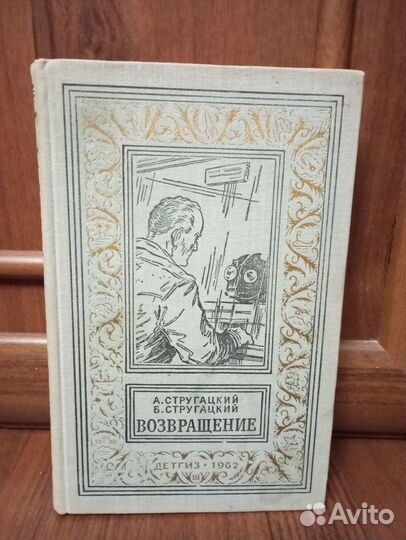 А. СТРУГАЦКИЙ
Б. СТРУГАЦКИЙ
ВОЗВРАЩЕНИЕ
ДЕТГИЗ · 1962
Avito